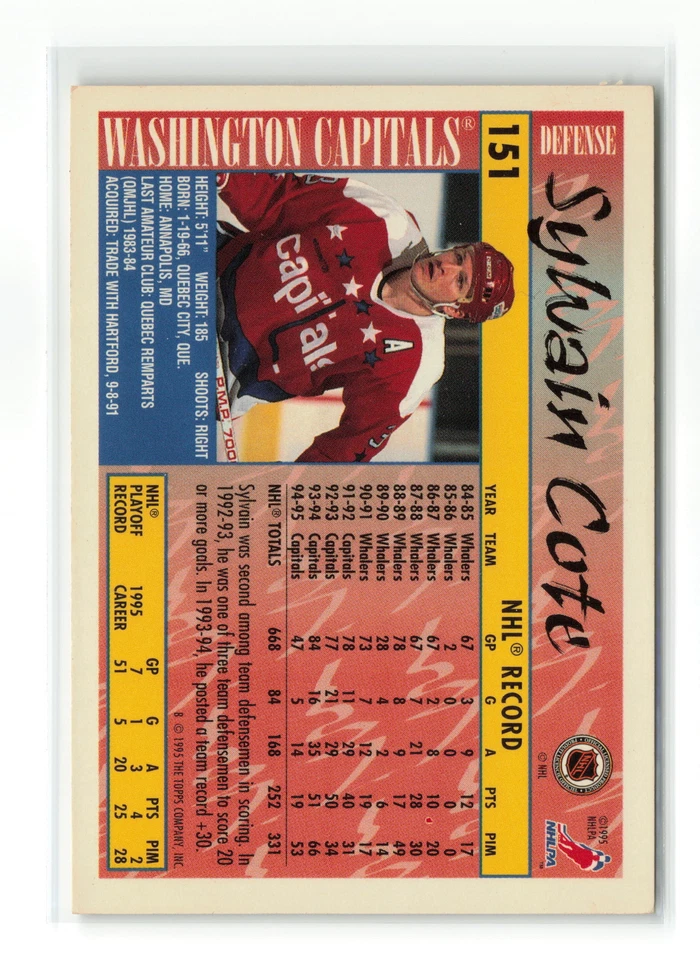 DEFENSE
Sylvain Cote
© NHL
OFFICIAL LICENSED PRODUCT
NHL
©1995
NHLPA
NHLPA
TM
151
NHL® RECORD
YEAR TEAM GP G A PTS PIM
84-85 Whalers 67 3 9 12 17
85-86 Whalers 2 0 0 0 0
86-87 Whalers 67 2 8 10 20
87-88 Whalers 67 7 21 28 30
88-89 Whalers 78 8 9 17 49
89-90 Whalers 28 4 2 6 14
90-91 Whalers 73 7 12 19 17
91-92 Capitals 78 11 29 40 31
92-93 Capitals 77 21 29 50 34
93-94 Capitals 84 16 35 51 66
94-95 Capitals 47 5 14 19 53
NHL® TOTALS 668 84 168 252 331
Sylvain was second among team defensemen in scoring. In
1992-93, he was one of three team defensemen to score 20
or more goals. In 1993-94, he posted a team record +30.
8 © 1995 THE TOPPS COMPANY, INC.
NHL® PLAYOFF RECORD GP G A PTS PIM
1995 7 1 3 4 2
CAREER 51 5 20 25 28
WASHINGTON CAPITALS®
A
capitals
P.M.P. 700
HEIGHT: 5'11" WEIGHT: 185 SHOOTS: RIGHT
BORN: 1-19-66, QUEBEC CITY, QUE.
HOME: ANNAPOLIS, MD
LAST AMATEUR CLUB: QUEBEC REMPARTS
(QMJHL) 1983-84
ACQUIRED: TRADE WITH HARTFORD, 9-8-91